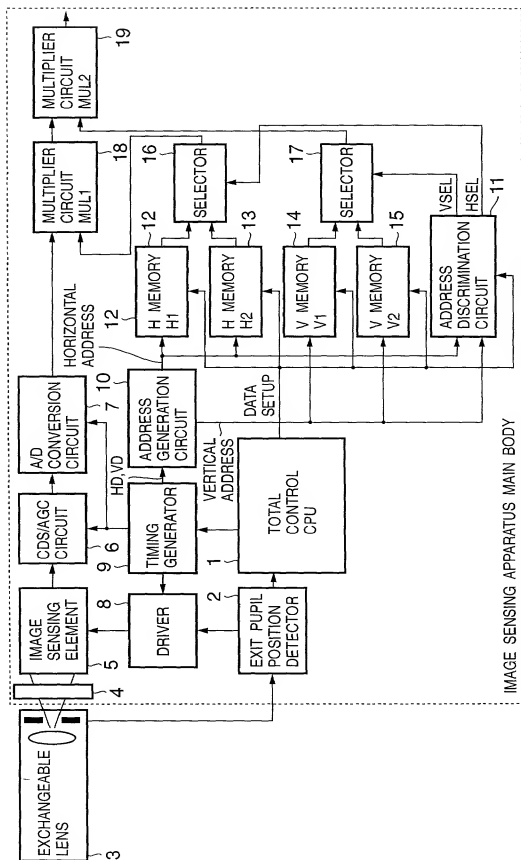 EXCHANGEABLE
LENS
3
4
IMAGE
SENSING
ELEMENT
5
CDS/AGC
CIRCUIT
6
A/D
CONVERSION
CIRCUIT
7
HORIZONTAL
ADDRESS
MULTIPLIER
CIRCUIT
MUL1
18
MULTIPLIER
CIRCUIT
MUL2
19
DRIVER
8
TIMING
GENERATOR
9
HD,VD
ADDRESS
GENERATION
CIRCUIT
10
12
H MEMORY
H1
12
H MEMORY
H2
13
SELECTOR
16
EXIT PUPIL
POSITION
DETECTOR
2
TOTAL
CONTROL
CPU
1
VERTICAL
ADDRESS
DATA
SETUP
V MEMORY
V1
14
V MEMORY
V2
15
SELECTOR
17
ADDRESS
DISCRIMINATION
CIRCUIT
11
VSEL
HSEL
IMAGE SENSING APPARATUS MAIN BODY